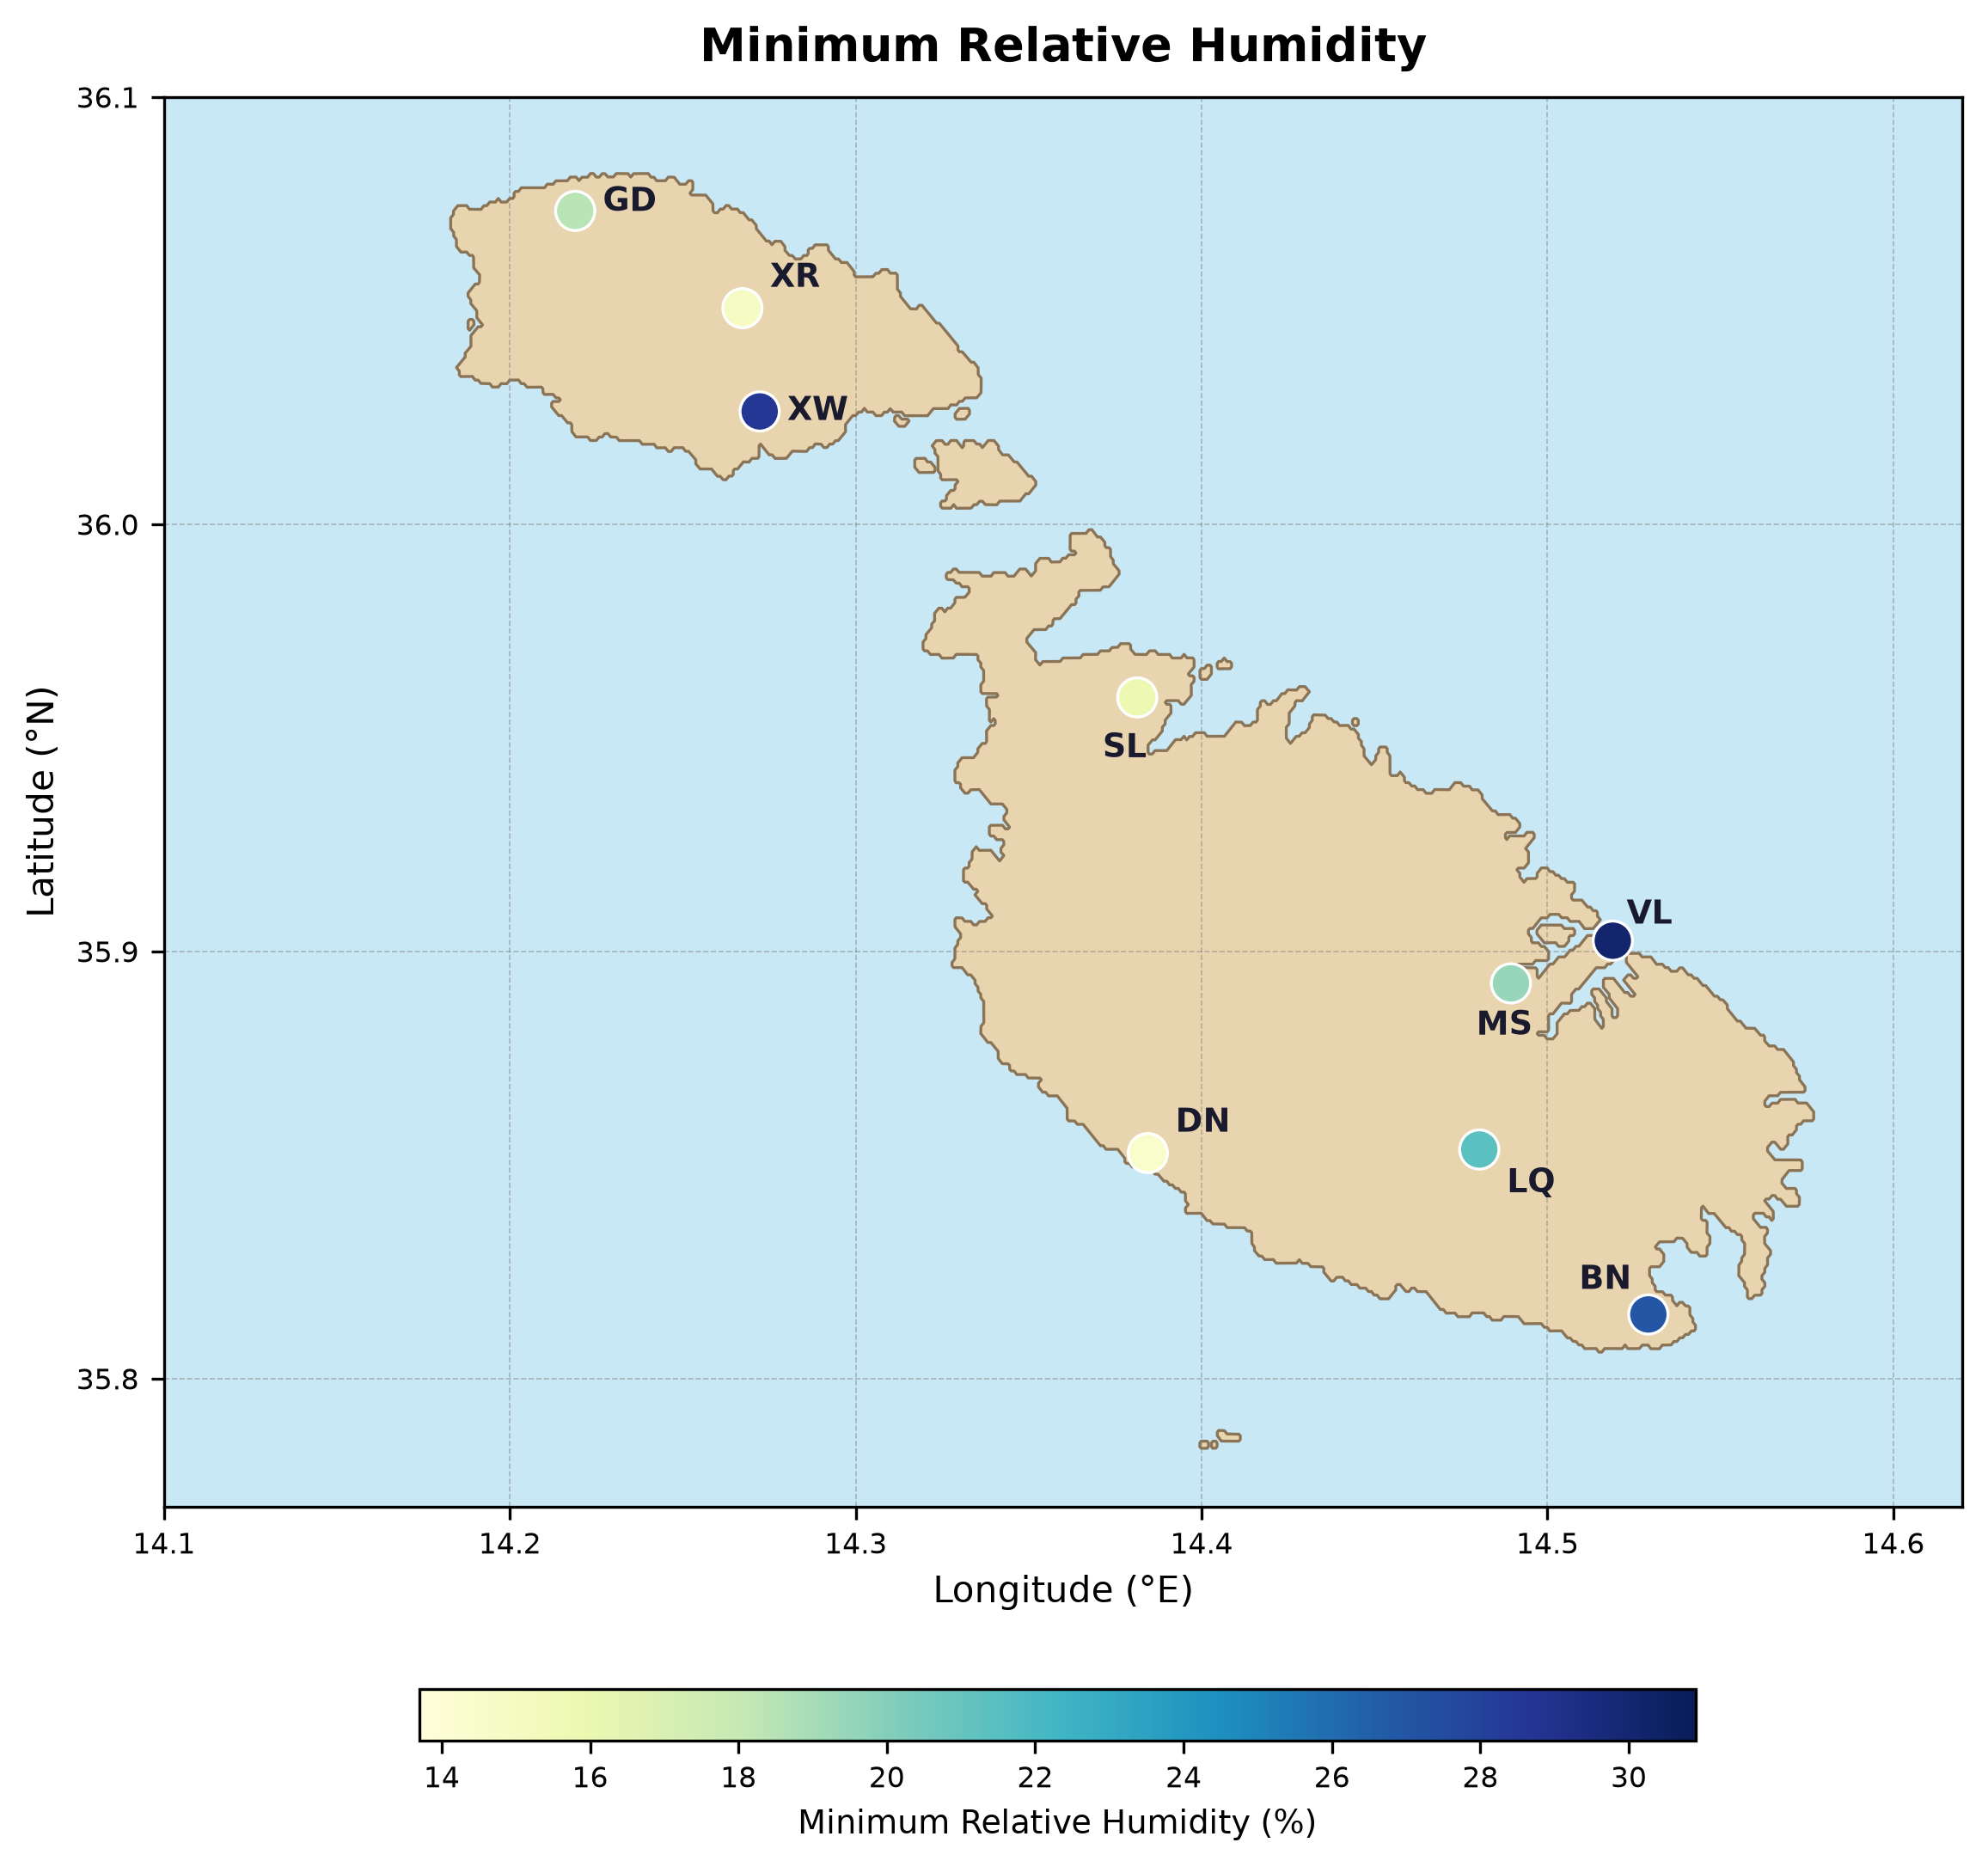 Minimum Relative Humidity
36.1
36.0
35.9
35.8
Latitude (°N)
GD
XR
XW
SL
VL
MS
DN
LQ
BN
14.1 14.2 14.3 14.4 14.5 14.6
Longitude (°E)
14 16 18 20 22 24 26 28 30
Minimum Relative Humidity (%)